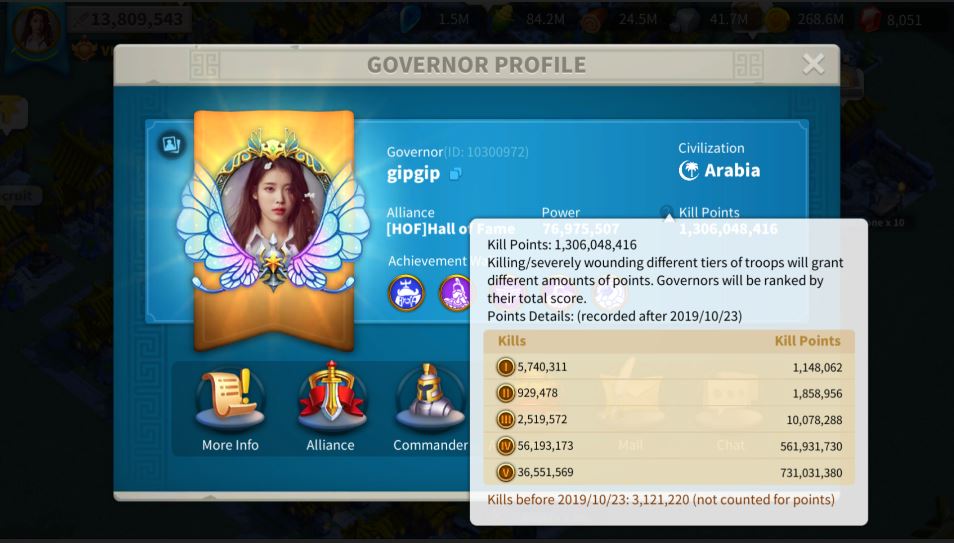 13,809,543
1.5M
84.2M
24.5M
41.7M
268.6M
8,051
GOVERNOR PROFILE
Governor(ID: 10300972)
gipgip
Civilization
Arabia
Alliance
[HOF]Hall of Fame
Power
76,975,507
Kill Points
1,306,048,416
Achievement
Kill Points: 1,306,048,416
Killing/severely wounding different tiers of troops will grant
different amounts of points. Governors will be ranked by
their total score.
Points Details: (recorded after 2019/10/23)
Kills Kill Points
I 5,740,311 1,148,062
II 929,478 1,858,956
III 2,519,572 10,078,288
IV 56,193,173 561,931,730
V 36,551,569 731,031,380
Kills before 2019/10/23: 3,121,220 (not counted for points)
More Info
Alliance
Commander
Mail
Chat